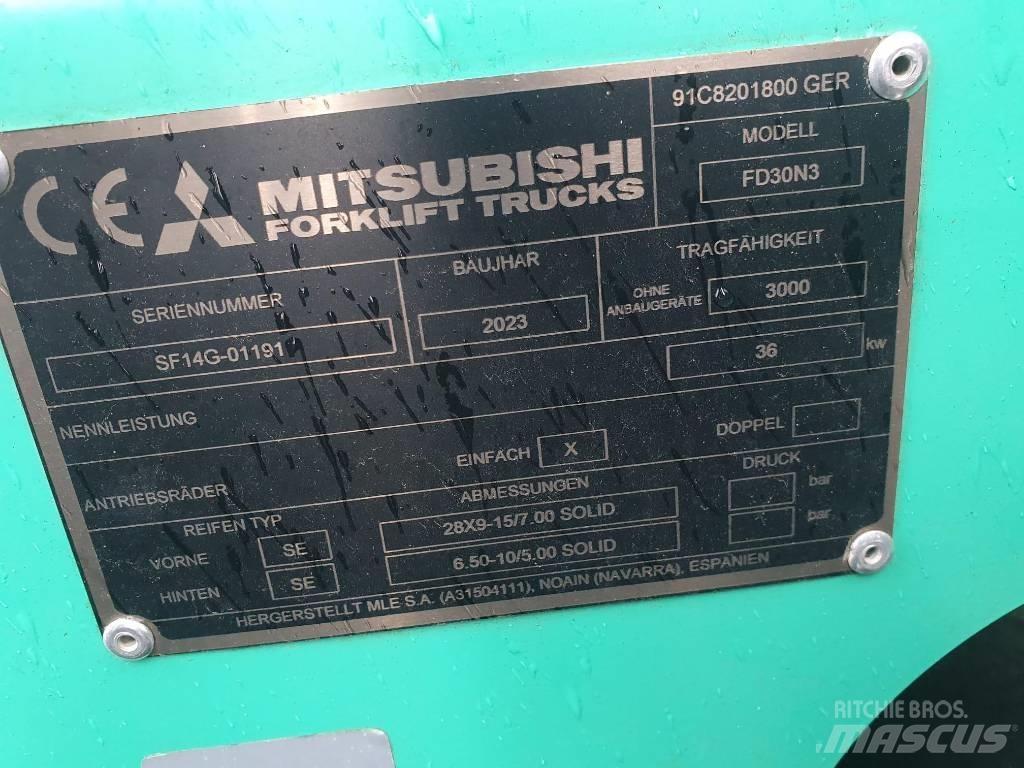 CE MITSUBISHI
FORKLIFT TRUCKS
91C8201800 GER
MODELL
FD30N3
SERIENNUMMER
SF14G-01191
BAUJHAR
2023
TRAGFÄHIGKEIT
OHNE
ANBAUGERÄTE
3000
NENNLEISTUNG
36 kw
ANTRIEBSRÄDER
EINFACH X
DOPPEL
REIFEN TYP
ABMESSUNGEN
DRUCK
VORNE SE 28X9-15/7.00 SOLID bar
HINTEN SE 6.50-10/5.00 SOLID bar
HERGERSTELLT MLE S.A. (A31504111), NOAIN (NAVARRA), ESPANIEN
RITCHIE BROS.
MASCUS